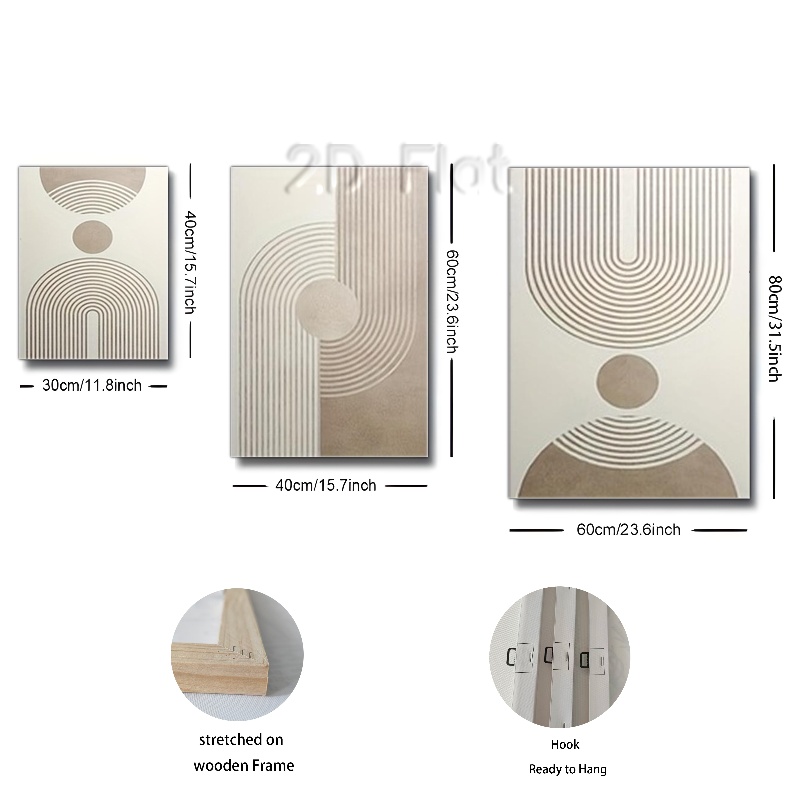 2D Flat
40cm/15.7inch
30cm/11.8inch
60cm/23.6inch
40cm/15.7inch
80cm/31.5inch
60cm/23.6inch
stretched on
wooden Frame
Hook
Ready to Hang